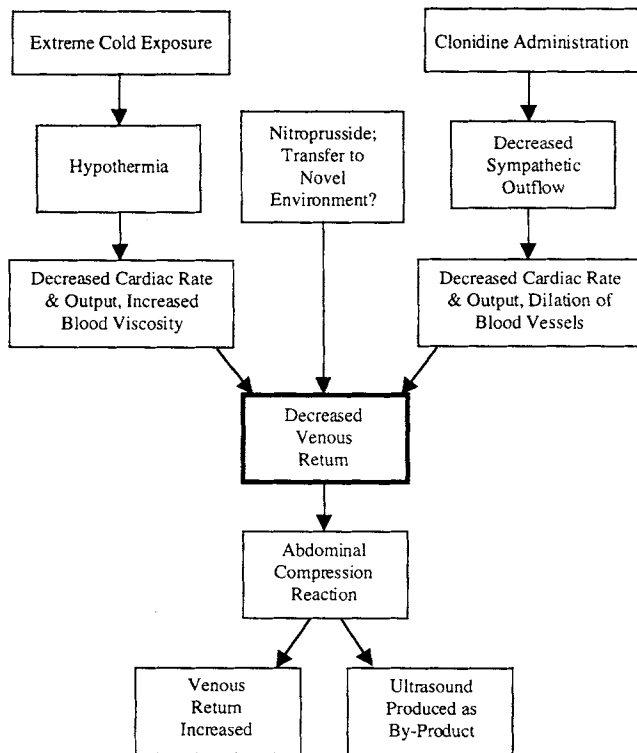 Extreme Cold Exposure
Clonidine Administration
Hypothermia
Nitroprusside;
Transfer to
Novel
Environment?
Decreased
Sympathetic
Outflow
Decreased Cardiac Rate
& Output, Increased
Blood Viscosity
Decreased Cardiac Rate
& Output, Dilation of
Blood Vessels
Decreased
Venous
Return
Abdominal
Compression
Reaction
Venous
Return
Increased
Ultrasound
Produced as
By-Product